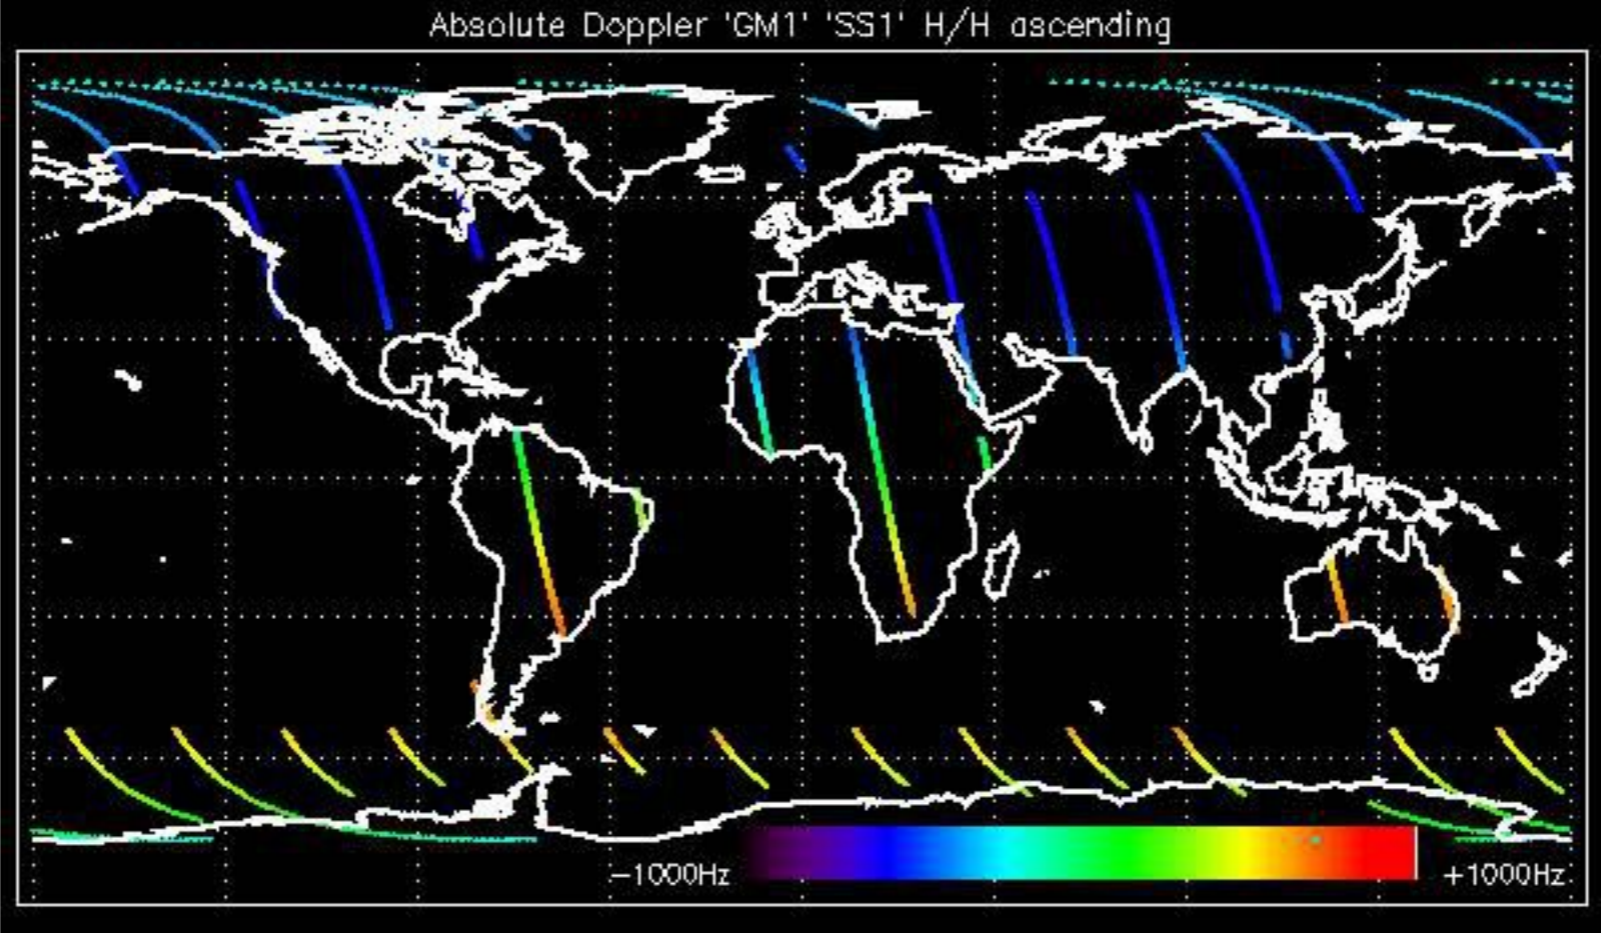 Absolute Doppler 'GM1' 'SS1' H/H ascending
−1000Hz
+1000Hz